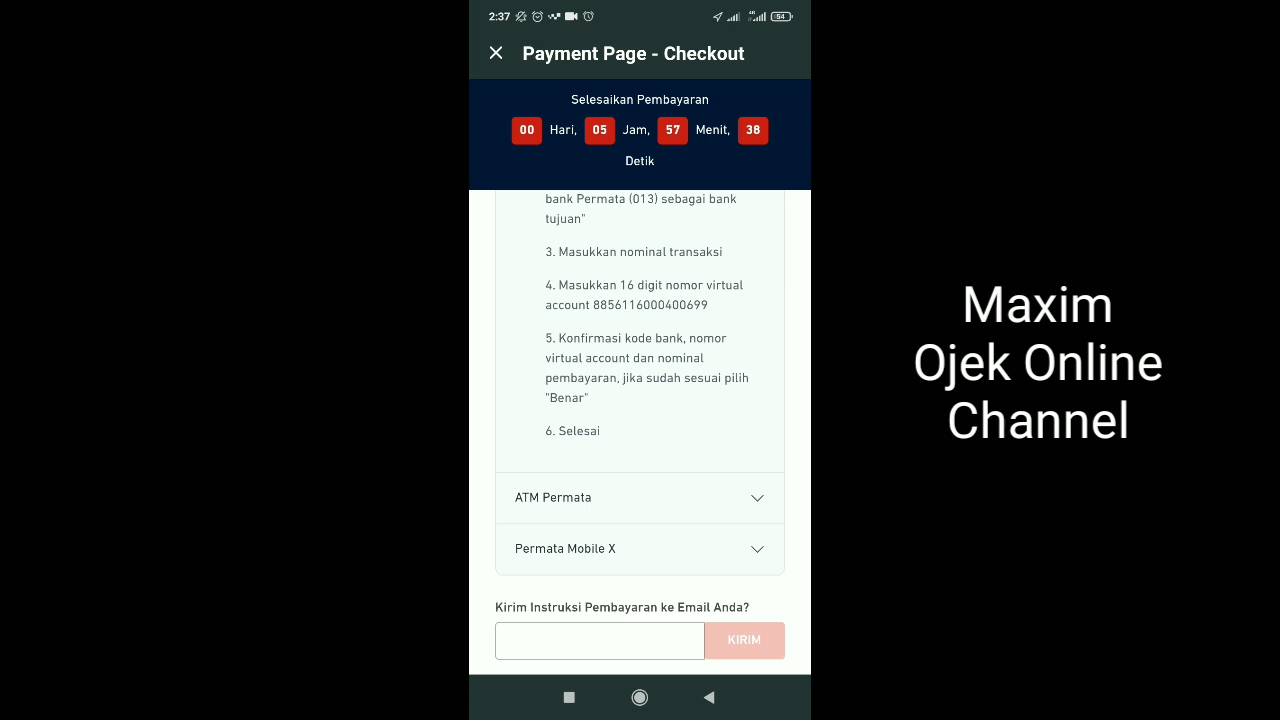 2:37
54
Payment Page - Checkout
Selesaikan Pembayaran
00 Hari, 05 Jam, 57 Menit, 38
Detik
bank Permata (013) sebagai bank
tujuan"
3. Masukkan nominal transaksi
4. Masukkan 16 digit nomor virtual
account 8856116000400699
5. Konfirmasi kode bank, nomor
virtual account dan nominal
pembayaran, jika sudah sesuai pilih
"Benar"
6. Selesai
ATM Permata
Permata Mobile X
Kirim Instruksi Pembayaran ke Email Anda?
KIRIM
Maxim
Ojek Online
Channel